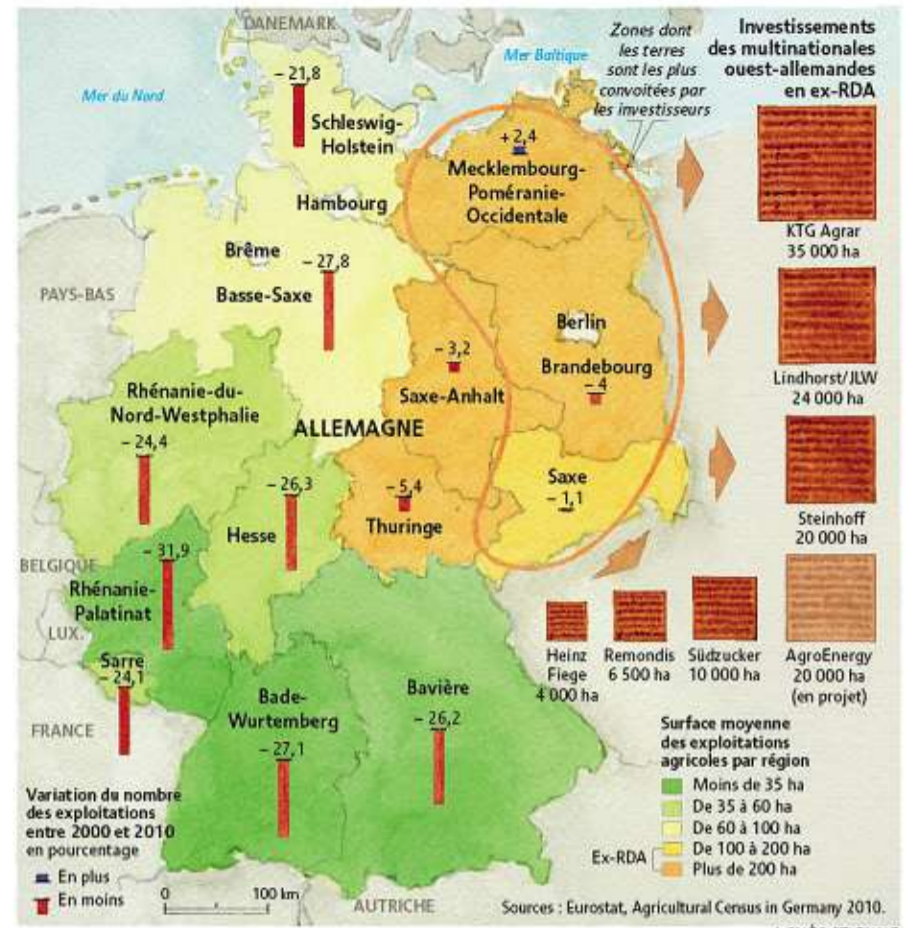 DANEMARK
Mer du Nord
Mer Baltique
Zones dont
les terres
sont les plus
convoitées par
les investisseurs
Investissements
des multinationales
ouest-allemandes
en ex-RDA
KTG Agrar
35 000 ha
Lindhorst/JLW
24 000 ha
Steinhoff
20 000 ha
AgroEnergy
20 000 ha
(en projet)
Heinz
Fiege
4 000 ha
Remondis
6 500 ha
Südzucker
10 000 ha
– 21,8
Schleswig-
Holstein
Hambourg
+ 2,4
Mecklembourg-
Poméranie-
Occidentale
Brême
– 27,8
Basse-Saxe
PAYS-BAS
Berlin
Brandebourg
– 4
– 3,2
Saxe-Anhalt
Rhénanie-du-
Nord-Westphalie
– 24,4
ALLEMAGNE
– 26,3
Hesse
– 5,4
Thuringe
Saxe
– 1,1
BELGIQUE
– 31,9
Rhénanie-
Palatinat
LUX.
Sarre
– 24,1
FRANCE
Bade-
Wurtemberg
– 27,1
Bavière
– 26,2
AUTRICHE
Variation du nombre
des exploitations
entre 2000 et 2010
en pourcentage
En plus
En moins
0 100 km
Surface moyenne
des exploitations
agricoles par région
Moins de 35 ha
De 35 à 60 ha
De 60 à 100 ha
Ex-RDA
De 100 à 200 ha
Plus de 200 ha
Sources : Eurostat, Agricultural Census in Germany 2010.